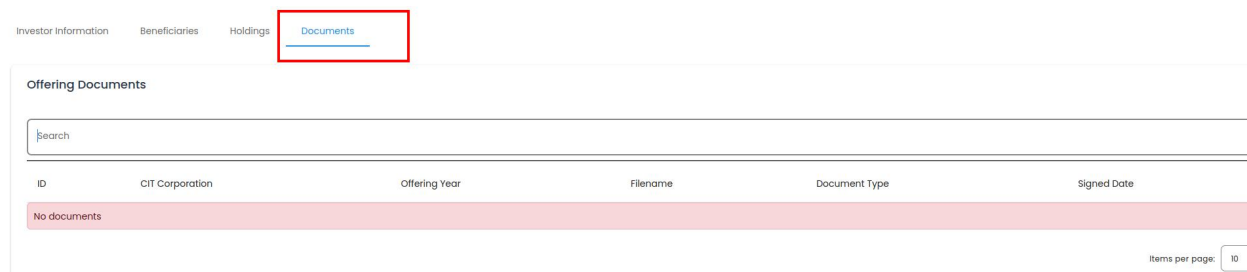 Investor Information Beneficiaries Holdings Documents
Offering Documents
Search
ID CIT Corporation Offering Year Filename Document Type Signed Date
No documents
Items per page: 10